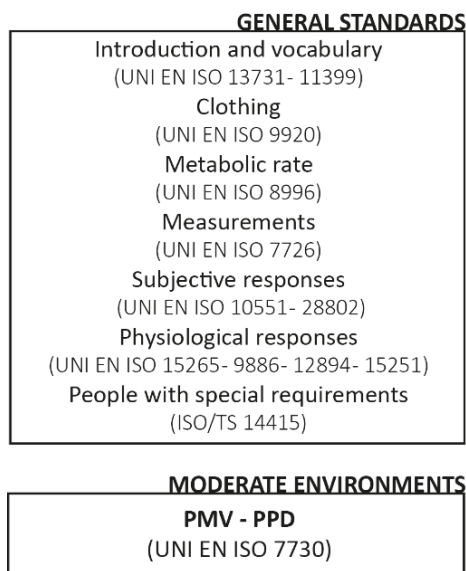 GENERAL STANDARDS
Introduction and vocabulary
(UNI EN ISO 13731- 11399)
Clothing
(UNI EN ISO 9920)
Metabolic rate
(UNI EN ISO 8996)
Measurements
(UNI EN ISO 7726)
Subjective responses
(UNI EN ISO 10551- 28802)
Physiological responses
(UNI EN ISO 15265- 9886- 12894- 15251)
People with special requirements
(ISO/TS 14415)
MODERATE ENVIRONMENTS
PMV - PPD
(UNI EN ISO 7730)